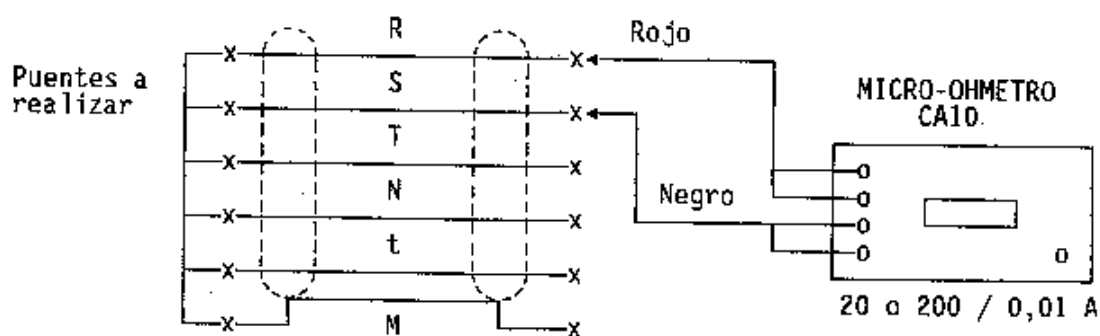 R
Rojo
Puentes a
realizar
S
MICRO-OHMETRO
CA10
T
N
Negro
t
M
20 a 200 / 0,01 A